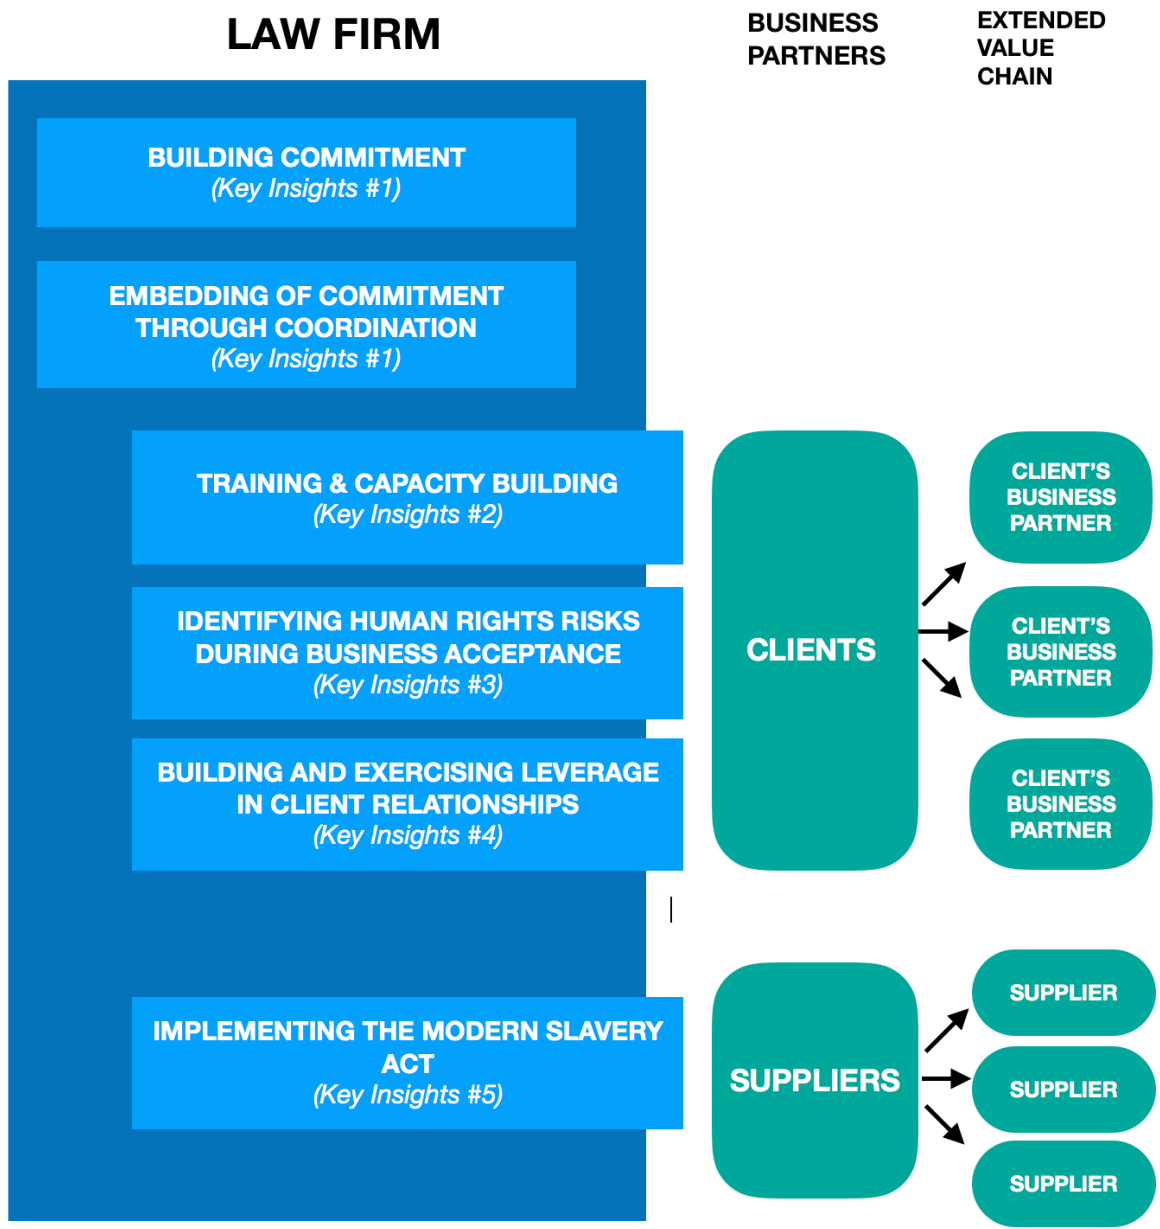 LAW FIRM
BUSINESS
PARTNERS
EXTENDED
VALUE
CHAIN
BUILDING COMMITMENT
(Key Insights #1)
EMBEDDING OF COMMITMENT
THROUGH COORDINATION
(Key Insights #1)
TRAINING & CAPACITY BUILDING
(Key Insights #2)
IDENTIFYING HUMAN RIGHTS RISKS
DURING BUSINESS ACCEPTANCE
(Key Insights #3)
BUILDING AND EXERCISING LEVERAGE
IN CLIENT RELATIONSHIPS
(Key Insights #4)
CLIENTS
CLIENT'S
BUSINESS
PARTNER
CLIENT'S
BUSINESS
PARTNER
CLIENT'S
BUSINESS
PARTNER
IMPLEMENTING THE MODERN SLAVERY
ACT
(Key Insights #5)
SUPPLIERS
SUPPLIER
SUPPLIER
SUPPLIER